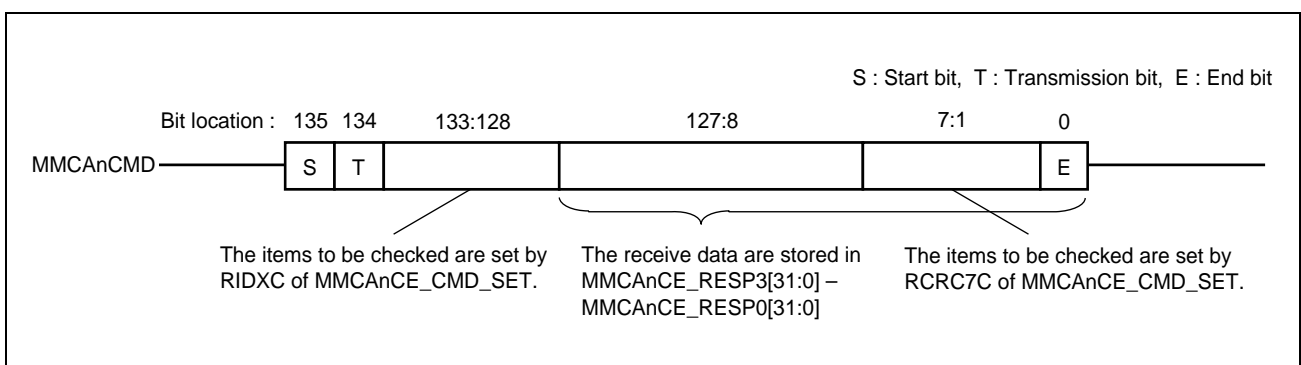 S : Start bit, T : Transmission bit, E : End bit
Bit location : 135 134 133:128 127:8 7:1 0
MMCAnCMD S T E
The items to be checked are set by
RIDXC of MMCAnCE_CMD_SET.
The receive data are stored in
MMCAnCE_RESP3[31:0] –
MMCAnCE_RESP0[31:0]
The items to be checked are set by
RCRC7C of MMCAnCE_CMD_SET.